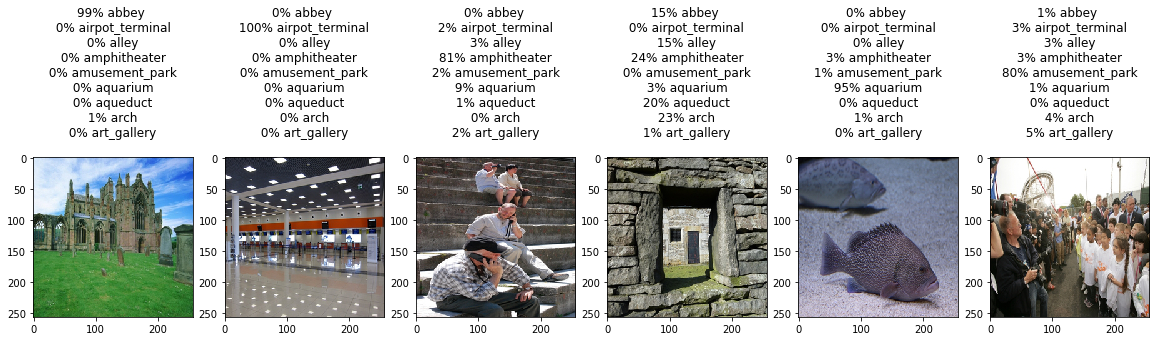 99% abbey
0% airpot_terminal
0% alley
0% amphitheater
0% amusement_park
0% aquarium
0% aqueduct
1% arch
0% art_gallery
0% abbey
100% airpot_terminal
0% alley
0% amphitheater
0% amusement_park
0% aquarium
0% aqueduct
0% arch
0% art_gallery
0% abbey
2% airpot_terminal
3% alley
81% amphitheater
2% amusement_park
9% aquarium
1% aqueduct
0% arch
2% art_gallery
15% abbey
0% airpot_terminal
15% alley
24% amphitheater
0% amusement_park
3% aquarium
20% aqueduct
23% arch
1% art_gallery
0% abbey
0% airpot_terminal
0% alley
3% amphitheater
1% amusement_park
95% aquarium
0% aqueduct
1% arch
0% art_gallery
1% abbey
3% airpot_terminal
3% alley
3% amphitheater
80% amusement_park
1% aquarium
0% aqueduct
4% arch
5% art_gallery
0
50
100
150
200
250
0 100 200
0
50
100
150
200
250
0 100 200
0
50
100
150
200
250
0 100 200
0
50
100
150
200
250
0 100 200
0
50
100
150
200
250
0 100 200
0
50
100
150
200
250
0 100 200